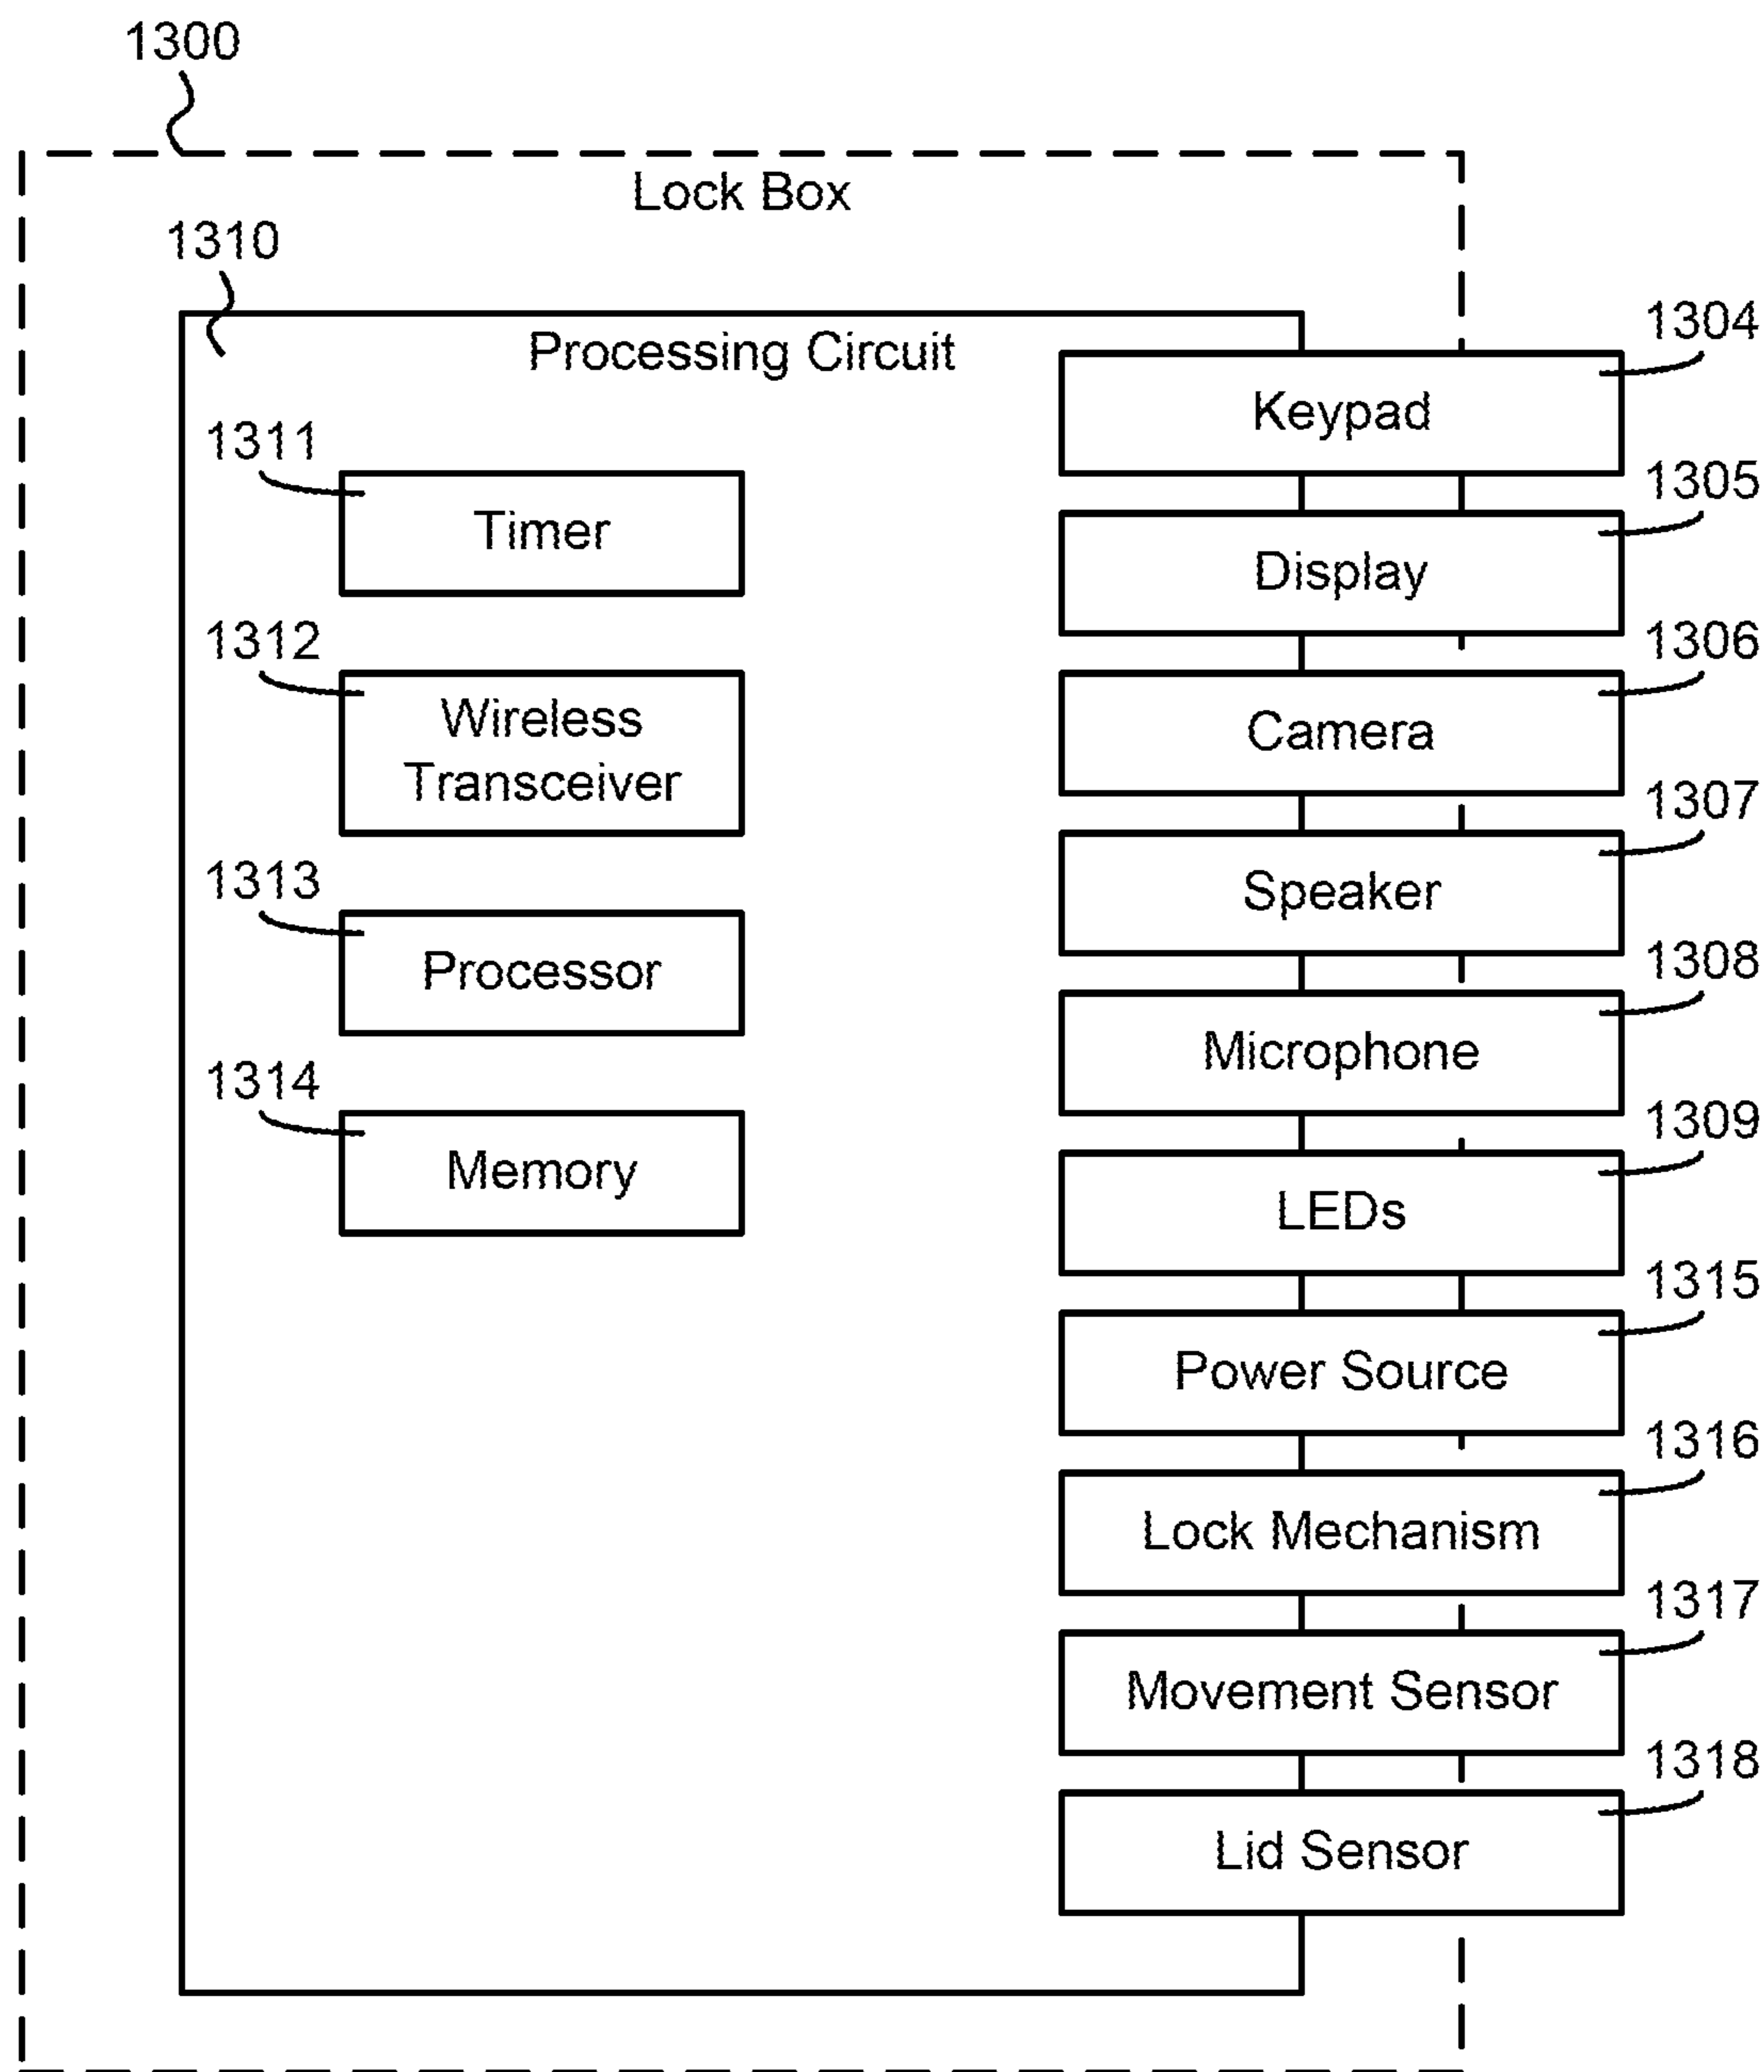 1300
Lock Box
1310
Processing Circuit
1304
Keypad
1311
Timer
1305
Display
1312
Wireless
Transceiver
1306
Camera
1307
Speaker
1313
Processor
1308
Microphone
1314
Memory
1309
LEDs
1315
Power Source
1316
Lock Mechanism
1317
Movement Sensor
1318
Lid Sensor